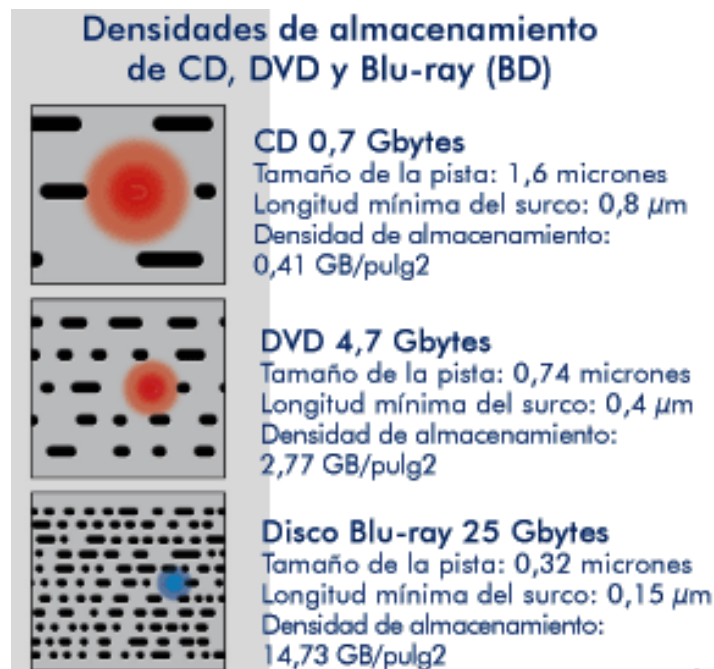 Densidades de almacenamiento
de CD, DVD y Blu-ray (BD)
CD 0,7 Gbytes
Tamaño de la pista: 1,6 micrones
Longitud mínima del surco: 0,8 µm
Densidad de almacenamiento:
0,41 GB/pulg2
DVD 4,7 Gbytes
Tamaño de la pista: 0,74 micrones
Longitud mínima del surco: 0,4 µm
Densidad de almacenamiento:
2,77 GB/pulg2
Disco Blu-ray 25 Gbytes
Tamaño de la pista: 0,32 micrones
Longitud mínima del surco: 0,15 µm
Densidad de almacenamiento:
14,73 GB/pulg2